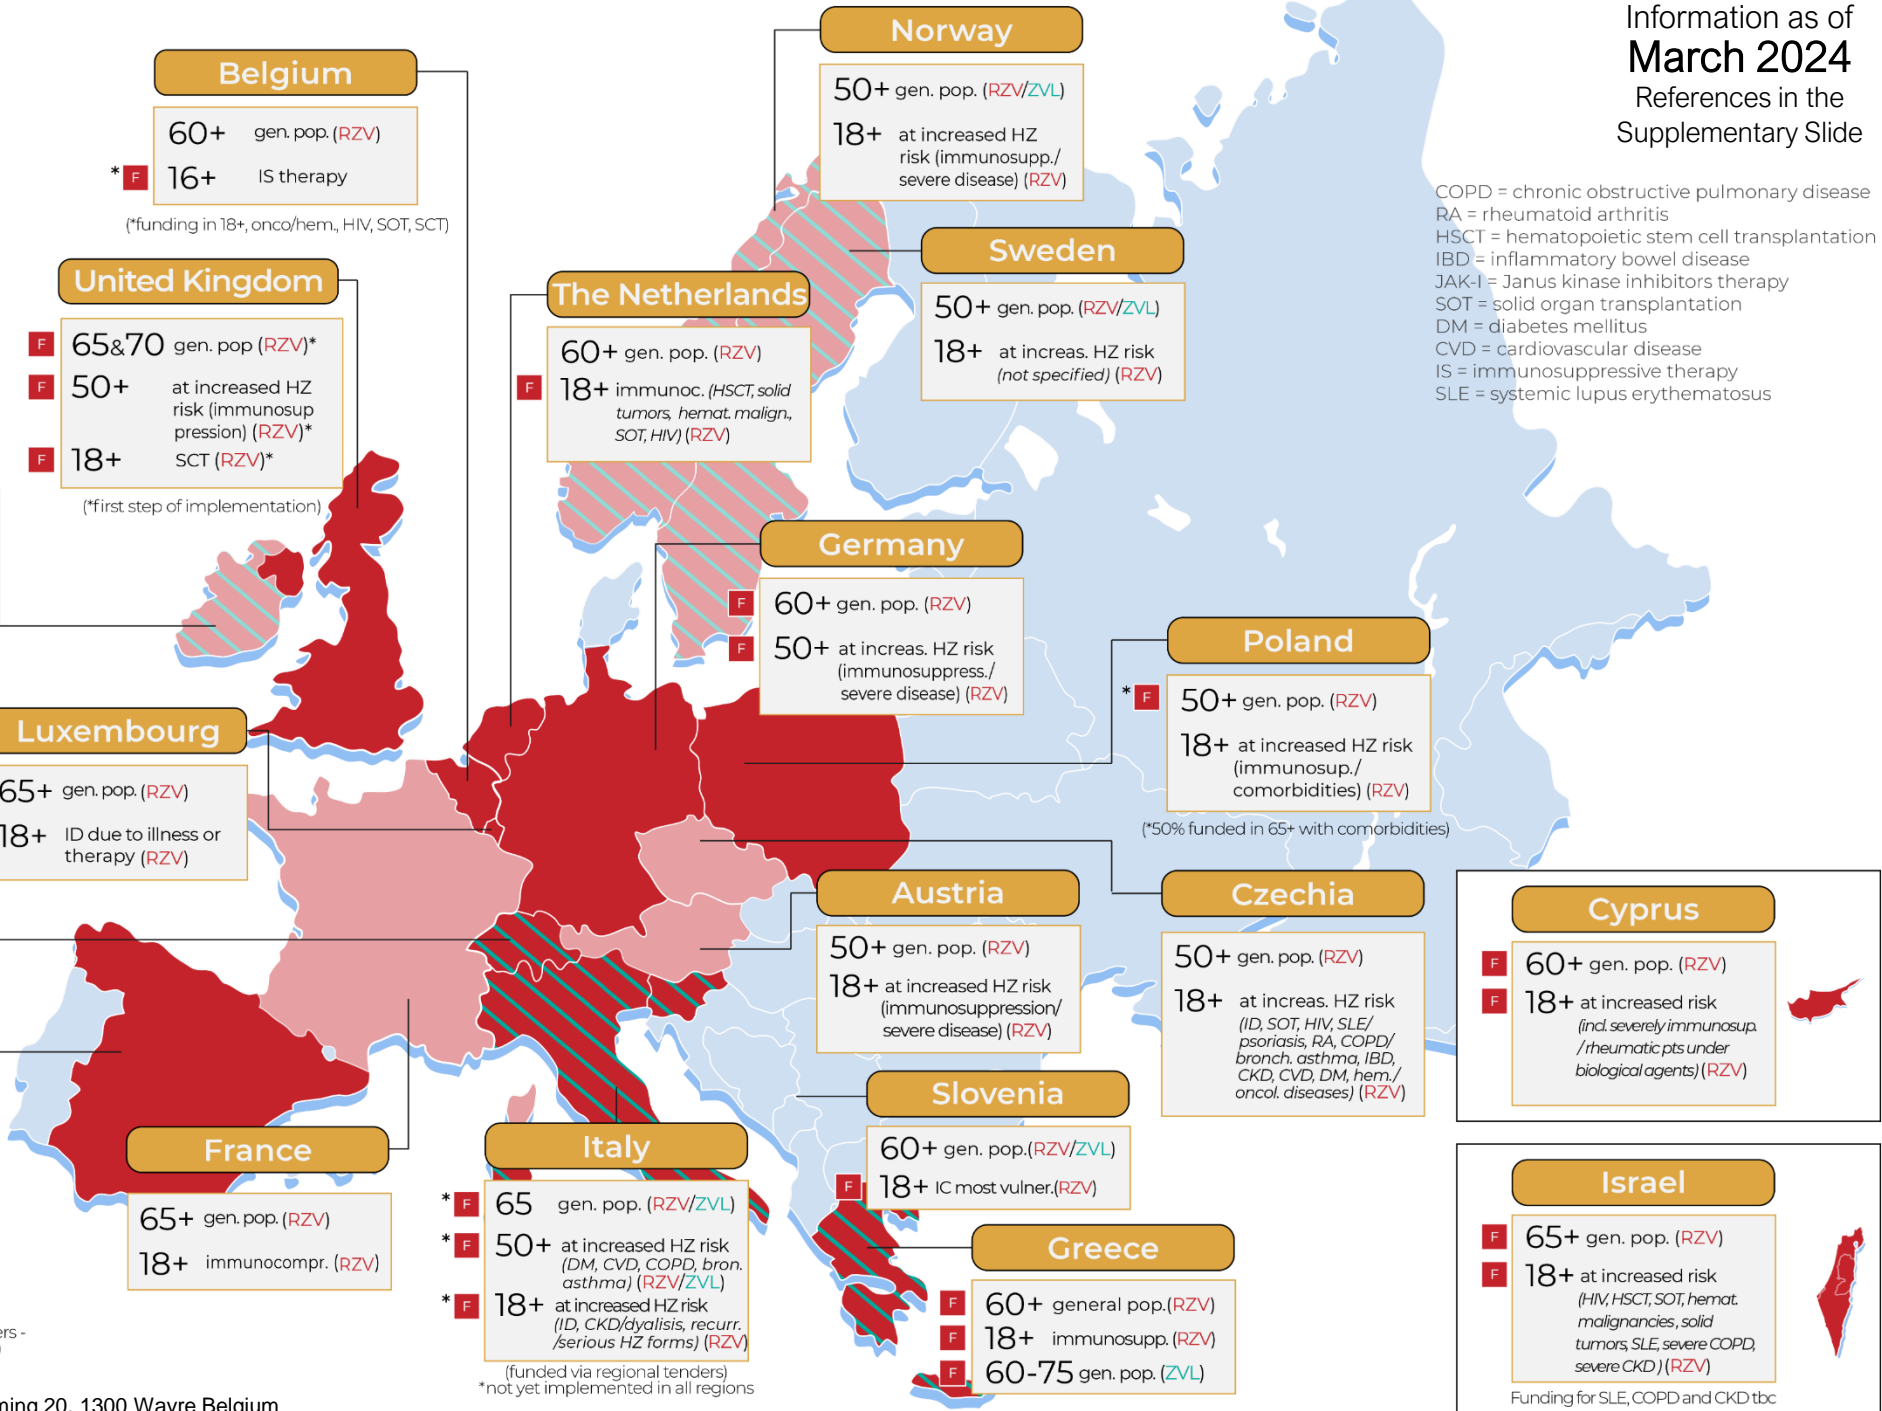 Information as of
March 2024
References in the
Supplementary Slide
COPD = chronic obstructive pulmonary disease
RA = rheumatoid arthritis
HSCT = hematopoietic stem cell transplantation
IBD = inflammatory bowel disease
JAK-I = Janus kinase inhibitors therapy
SOT = solid organ transplantation
DM = diabetes mellitus
CVD = cardiovascular disease
IS = immunosuppressive therapy
SLE = systemic lupus erythematosus
Norway
50+ gen. pop. (RZV/ZVL)
18+ at increased HZ
risk (immunosupp./
severe disease) (RZV)
Belgium
60+ gen. pop. (RZV)
* F 16+ IS therapy
(*funding in 18+, onco/hem., HIV, SOT, SCT)
Sweden
50+ gen. pop. (RZV/ZVL)
18+ at increas. HZ risk
(not specified) (RZV)
United Kingdom
F 65&70 gen. pop (RZV)*
F 50+ at increased HZ
risk (immunosup
pression) (RZV)*
F 18+ SCT (RZV)*
(*first step of implementation)
The Netherlands
60+ gen. pop. (RZV)
F 18+ immunoc. (HSCT, solid
tumors, hemat. malign.,
SOT, HIV) (RZV)
Germany
F 60+ gen. pop. (RZV)
F 50+ at increas. HZ risk
(immunosuppress./
severe disease) (RZV)
Poland
* F 50+ gen. pop. (RZV)
18+ at increased HZ risk
(immunosup./
comorbidities) (RZV)
(*50% funded in 65+ with comorbidities)
Luxembourg
65+ gen. pop. (RZV)
18+ ID due to illness or
therapy (RZV)
Austria
50+ gen. pop. (RZV)
18+ at increased HZ risk
(immunosuppression/
severe disease) (RZV)
Czechia
50+ gen. pop. (RZV)
18+ at increas. HZ risk
(ID, SOT, HIV, SLE/
psoriasis, RA, COPD/
bronch. asthma, IBD,
CKD, CVD, DM, hem./
oncol. diseases) (RZV)
Cyprus
F 60+ gen. pop. (RZV)
F 18+ at increased risk
(incl. severely immunosup.
/rheumatic pts under
biological agents) (RZV)
Slovenia
60+ gen. pop.(RZV/ZVL)
F 18+ IC most vulner.(RZV)
France
65+ gen. pop. (RZV)
18+ immunocompr. (RZV)
Italy
* F 65 gen. pop. (RZV/ZVL)
* F 50+ at increased HZ risk
(DM, CVD, COPD, bron.
asthma) (RZV/ZVL)
* F 18+ at increased HZ risk
(ID, CKD/dyalisis, recurr.
/serious HZ forms) (RZV)
(funded via regional tenders)
*not yet implemented in all regions
Greece
F 60+ general pop.(RZV)
F 18+ immunosupp. (RZV)
F 60-75 gen. pop. (ZVL)
Israel
F 65+ gen. pop. (RZV)
F 18+ at increased risk
(HIV, HSCT, SOT, hemat.
malignancies, solid
tumors, SLE, severe COPD,
severe CKD ) (RZV)
Funding for SLE, COPD and CKD tbc
ers -
)
20, 1300 Wavre Belgium